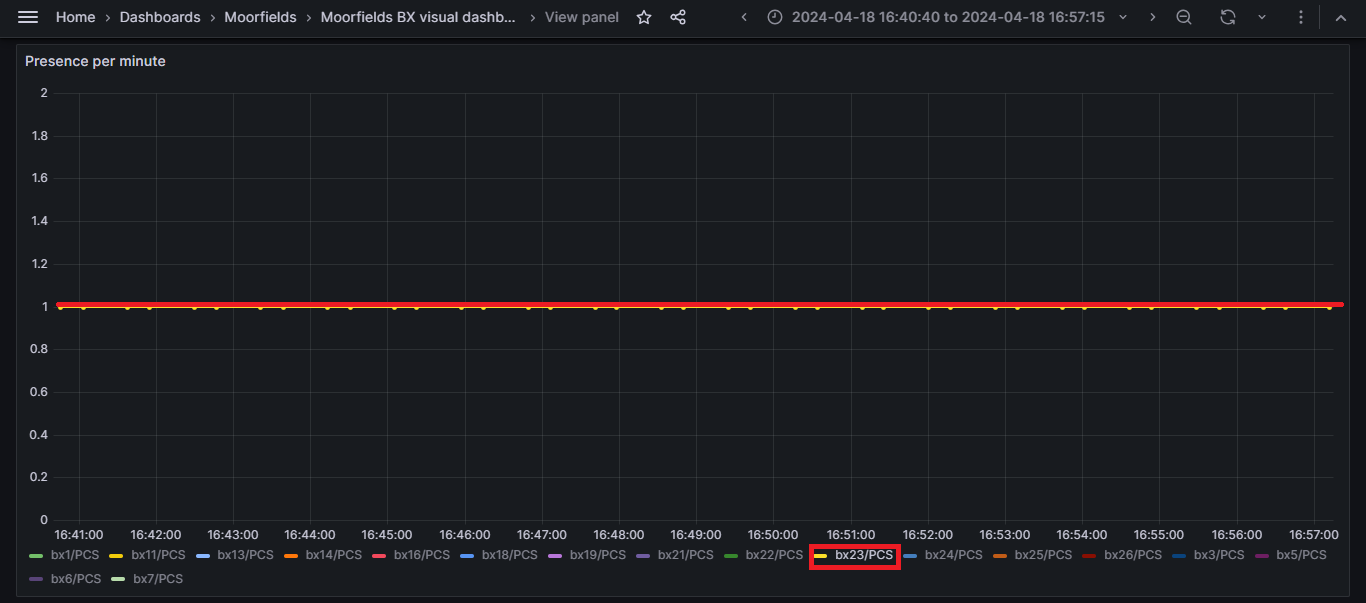 Home › Dashboards › Moorfields › Moorfields BX visual dashb... › View panel 2024-04-18 16:40:40 to 2024-04-18 16:57:15
Presence per minute
2
1.8
1.6
1.4
1.2
1
0.8
0.6
0.4
0.2
0
16:41:00 16:42:00 16:43:00 16:44:00 16:45:00 16:46:00 16:47:00 16:48:00 16:49:00 16:50:00 16:51:00 16:52:00 16:53:00 16:54:00 16:55:00 16:56:00 16:57:00
bx1/PCS bx11/PCS bx13/PCS bx14/PCS bx16/PCS bx18/PCS bx19/PCS bx21/PCS bx22/PCS bx23/PCS bx24/PCS bx25/PCS bx26/PCS bx3/PCS bx5/PCS
bx6/PCS bx7/PCS